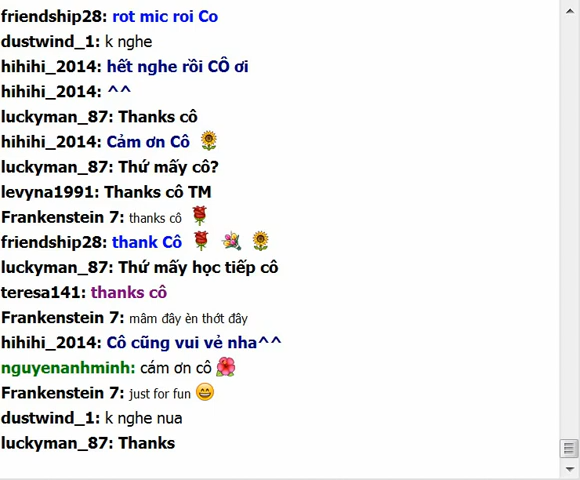 friendship28: rot mic roi Co
dustwind_1: k nghe
hihihi_2014: hết nghe rồi CÔ ơi
hihihi_2014: ^^
luckyman_87: Thanks cô
hihihi_2014: Cảm ơn Cô
luckyman_87: Thứ mấy cô?
levyna1991: Thanks cô TM
Frankenstein 7: thanks cô
friendship28: thank Cô
luckyman_87: Thứ mấy học tiếp cô
teresa141: thanks cô
Frankenstein 7: mâm đây èn thớt đây
hihihi_2014: Cô cũng vui vẻ nha^^
nguyenanhminh: cám ơn cô
Frankenstein 7: just for fun
dustwind_1: k nghe nua
luckyman_87: Thanks